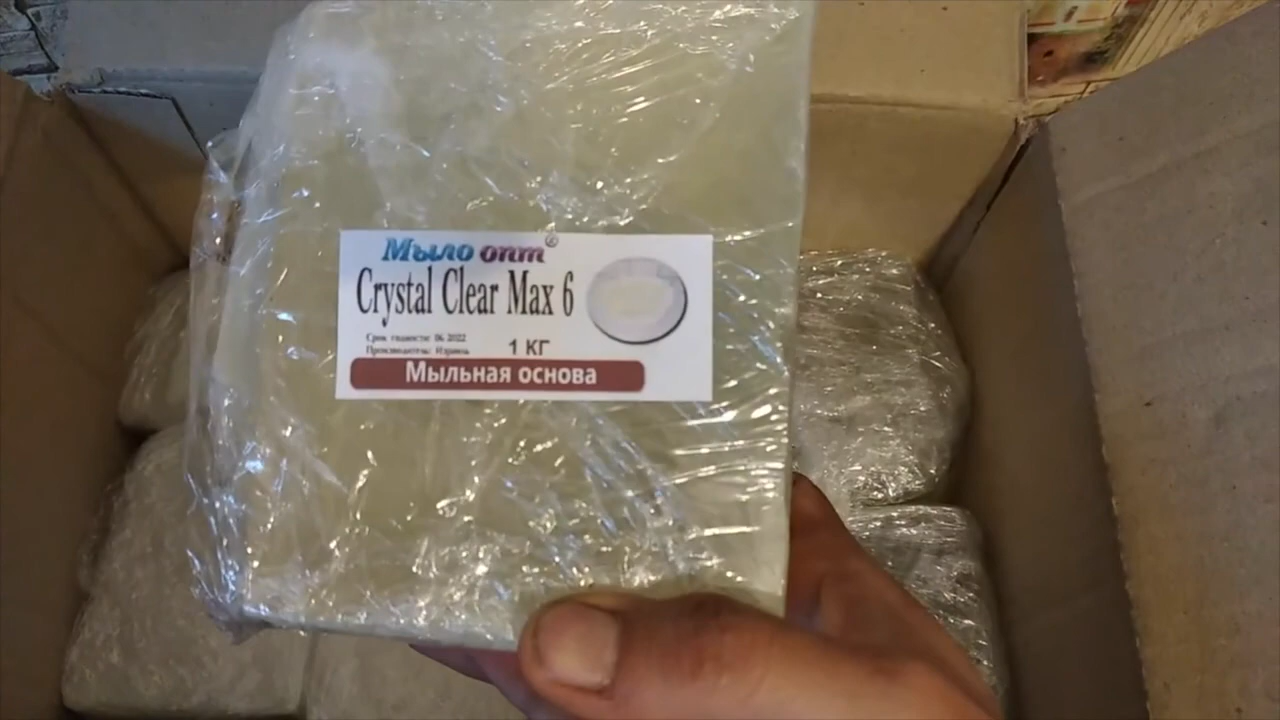 Мыло опт®
Crystal Clear Max 6
Срок годности: 06.2022
Производитель: Израиль
1 КГ
Мыльная основа